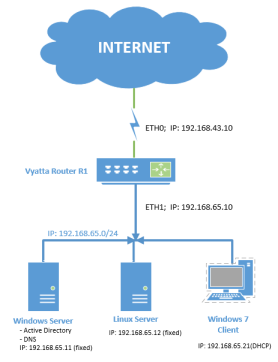 INTERNET
ETH0; IP: 192.168.43.10
Vyatta Router R1
ETH1; IP: 192.168.65.10
IP: 192.168.65.0/24
Windows Server
- Active Directory
- DNS
IP: 192.168.65.11 (fixed)
Linux Server
IP: 192.168.65.12 (fixed)
Windows 7
Client
IP: 192.168.65.21(DHCP)